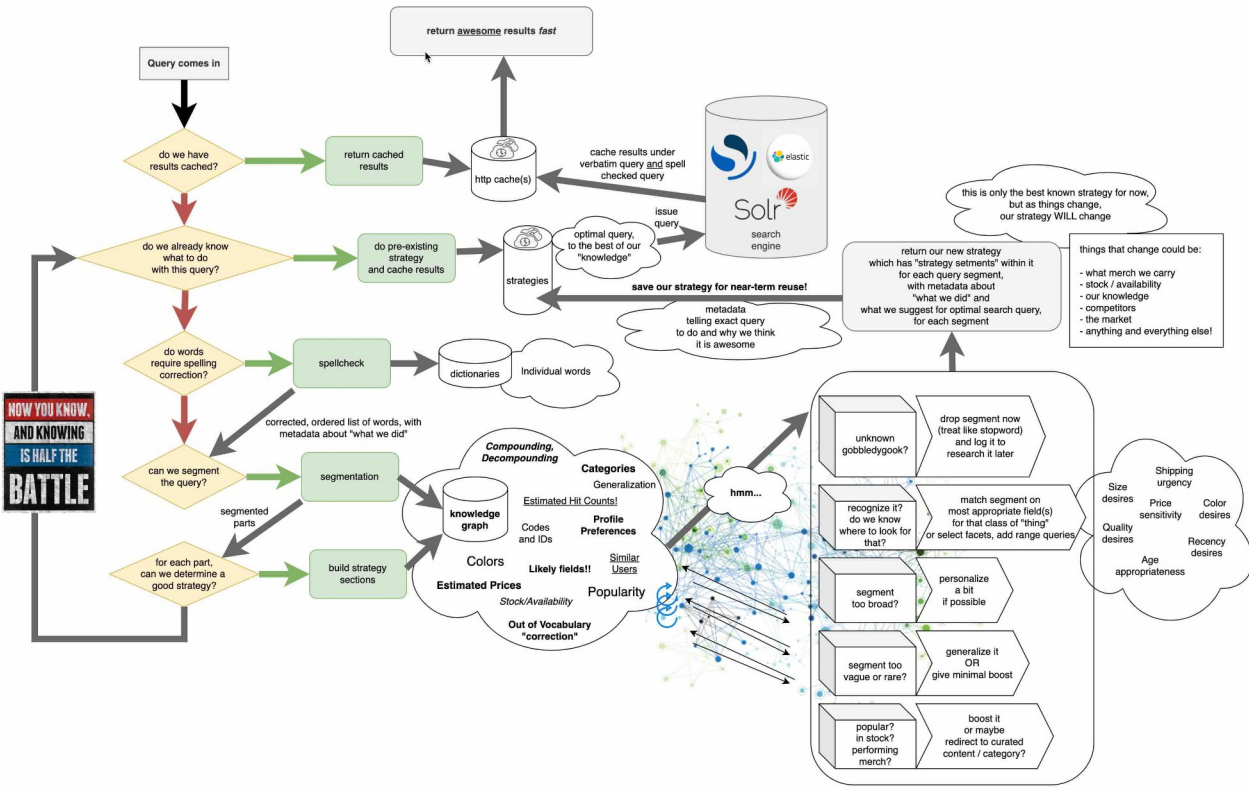 return awesome results fast
Query comes in
do we have
results cached?
return cached
results
http cache(s)
cache results under
verbatim query and spell
checked query
elastic
Solr
search
engine
issue
query
this is only the best known strategy for now,
but as things change,
our strategy WILL change
do we already know
what to do
with this query?
do pre-existing
strategy
and cache results
strategies
optimal query,
to the best of our
"knowledge"
return our new strategy
which has "strategy setments" within it
for each query segment,
with metadata about
"what we did" and
what we suggest for optimal search query,
for each segment
things that change could be:
- what merch we carry
- stock / availability
- our knowledge
- competitors
- the market
- anything and everything else!
save our strategy for near-term reuse!
metadata
telling exact query
to do and why we think
it is awesome
do words
require spelling
correction?
spellcheck
dictionaries
Individual words
NOW YOU KNOW,
AND KNOWING
IS HALF THE
BATTLE
corrected, ordered list of words, with
metadata about "what we did"
can we segment
the query?
segmentation
knowledge
graph
segmented
parts
for each part,
can we determine a
good strategy?
build strategy
sections
Compounding,
Decompounding
Categories
Generalization
Estimated Hit Counts!
Codes
and IDs
Profile
Preferences
Colors
Likely fields!!
Similar
Users
Estimated Prices
Stock/Availability
Popularity
Out of Vocabulary
"correction"
hmm...
unknown
gobbledygook?
drop segment now
(treat like stopword)
and log it to
research it later
recognize it?
do we know
where to look for
that?
match segment on
most appropriate field(s)
for that class of "thing"
or select facets, add range queries
Shipping
urgency
Size
desires
Price
sensitivity
Color
desires
Quality
desires
Recency
desires
Age
appropriateness
segment
too broad?
personalize
a bit
if possible
segment too
vague or rare?
generalize it
OR
give minimal boost
popular?
in stock?
performing
merch?
boost it
or maybe
redirect to curated
content / category?